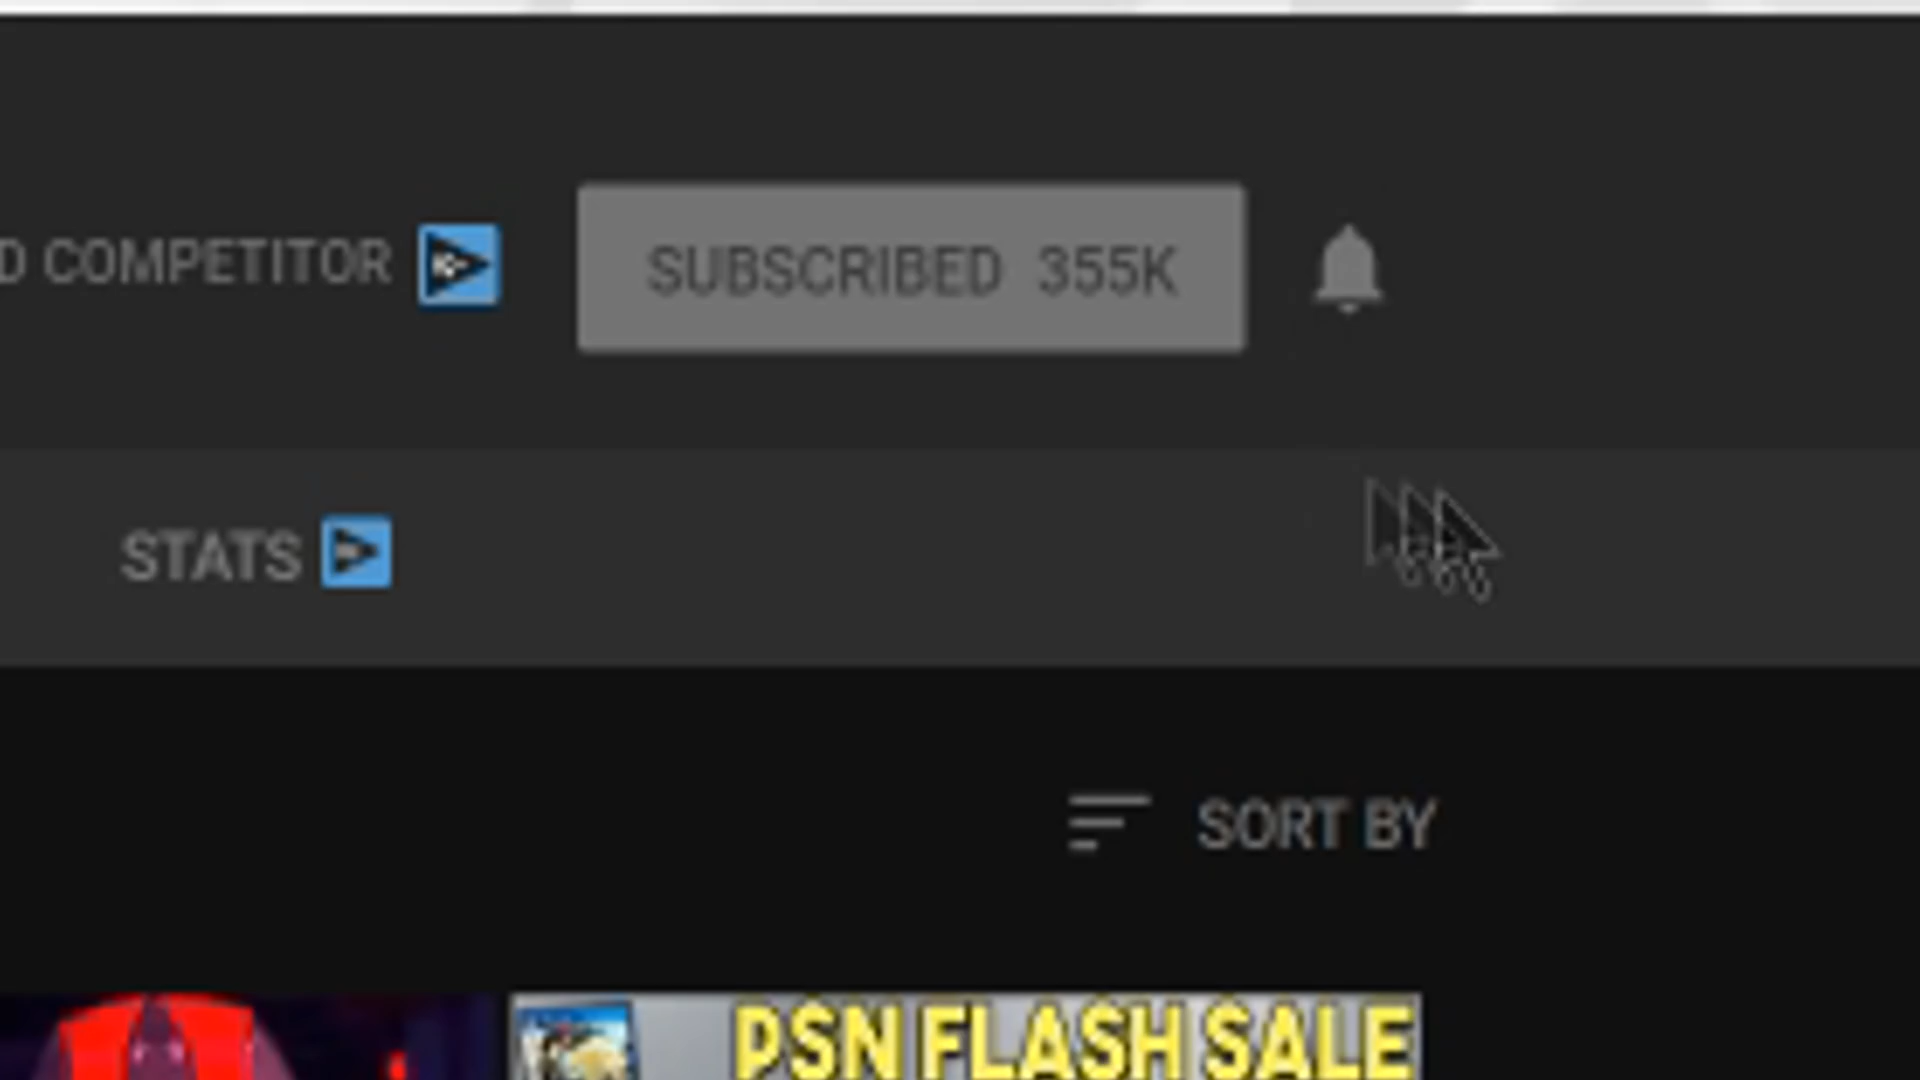 D COMPETITOR
SUBSCRIBED 355K
STATS
SORT BY
PSN FLASH SALE